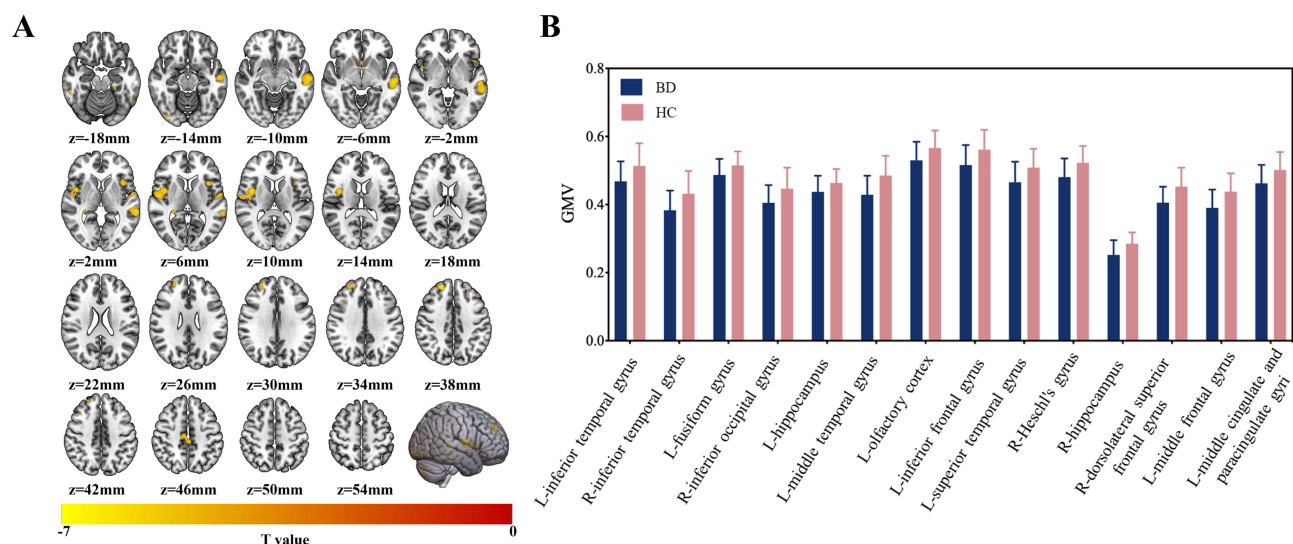 A
z=-18mm z=-14mm z=-10mm z=-6mm z=-2mm
z=2mm z=6mm z=10mm z=14mm z=18mm
z=22mm z=26mm z=30mm z=34mm z=38mm
z=42mm z=46mm z=50mm z=54mm
-7 0
T value
B
BD
HC
GMV
0.8
0.6
0.4
0.2
0.0
L-inferior temporal gyrus
R-inferior temporal gyrus
L-fusiform gyrus
R-inferior occipital gyrus
L-hippocampus
L-middle temporal gyrus
L-olfactory cortex
L-inferior frontal gyrus
L-superior temporal gyrus
R-Heschl's gyrus
R-hippocampus
R-dorsolateral superior
frontal gyrus
L-middle frontal gyrus
L-middle cingulate and
paracingulate gyri